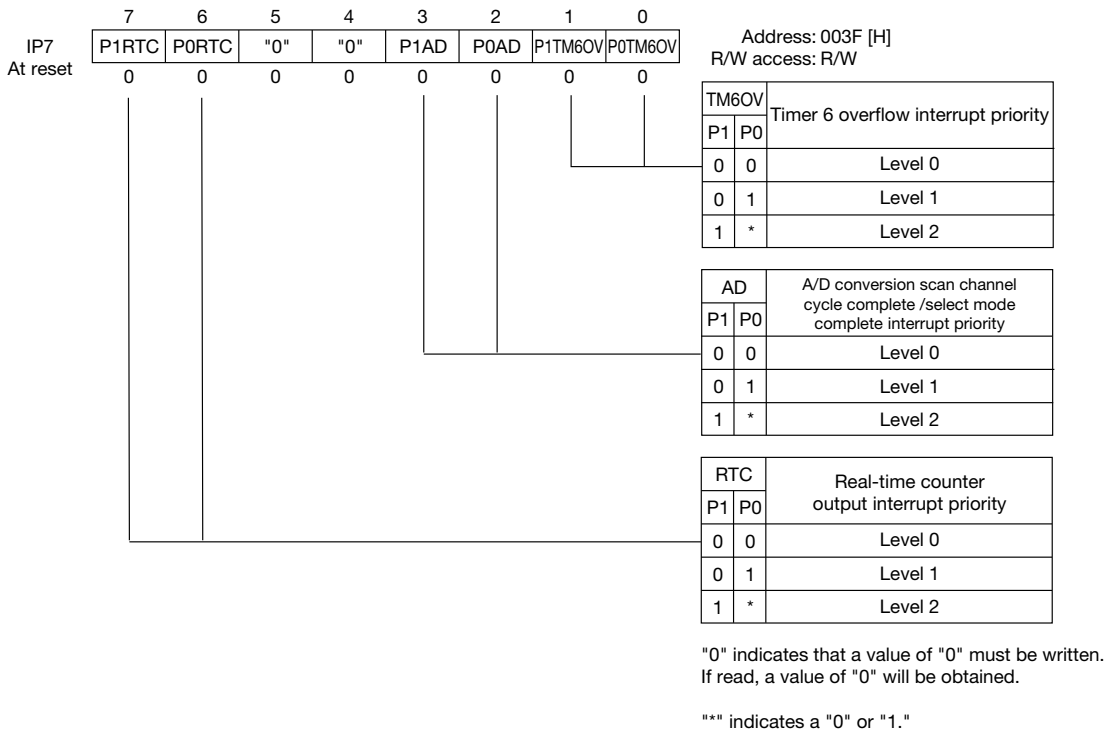 7 6 5 4 3 2 1 0
IP7 P1RTC P0RTC "0" "0" P1AD P0AD P1TM6OV P0TM6OV
At reset 0 0 0 0 0 0 0 0
Address: 003F [H]
R/W access: R/W
TM6OV Timer 6 overflow interrupt priority
P1 P0
0 0 Level 0
0 1 Level 1
1 * Level 2
AD
A/D conversion scan channel
cycle complete /select mode
complete interrupt priority
P1 P0
0 0 Level 0
0 1 Level 1
1 * Level 2
RTC
Real-time counter
output interrupt priority
P1 P0
0 0 Level 0
0 1 Level 1
1 * Level 2
"0" indicates that a value of "0" must be written.
If read, a value of "0" will be obtained.
"*" indicates a "0" or "1."